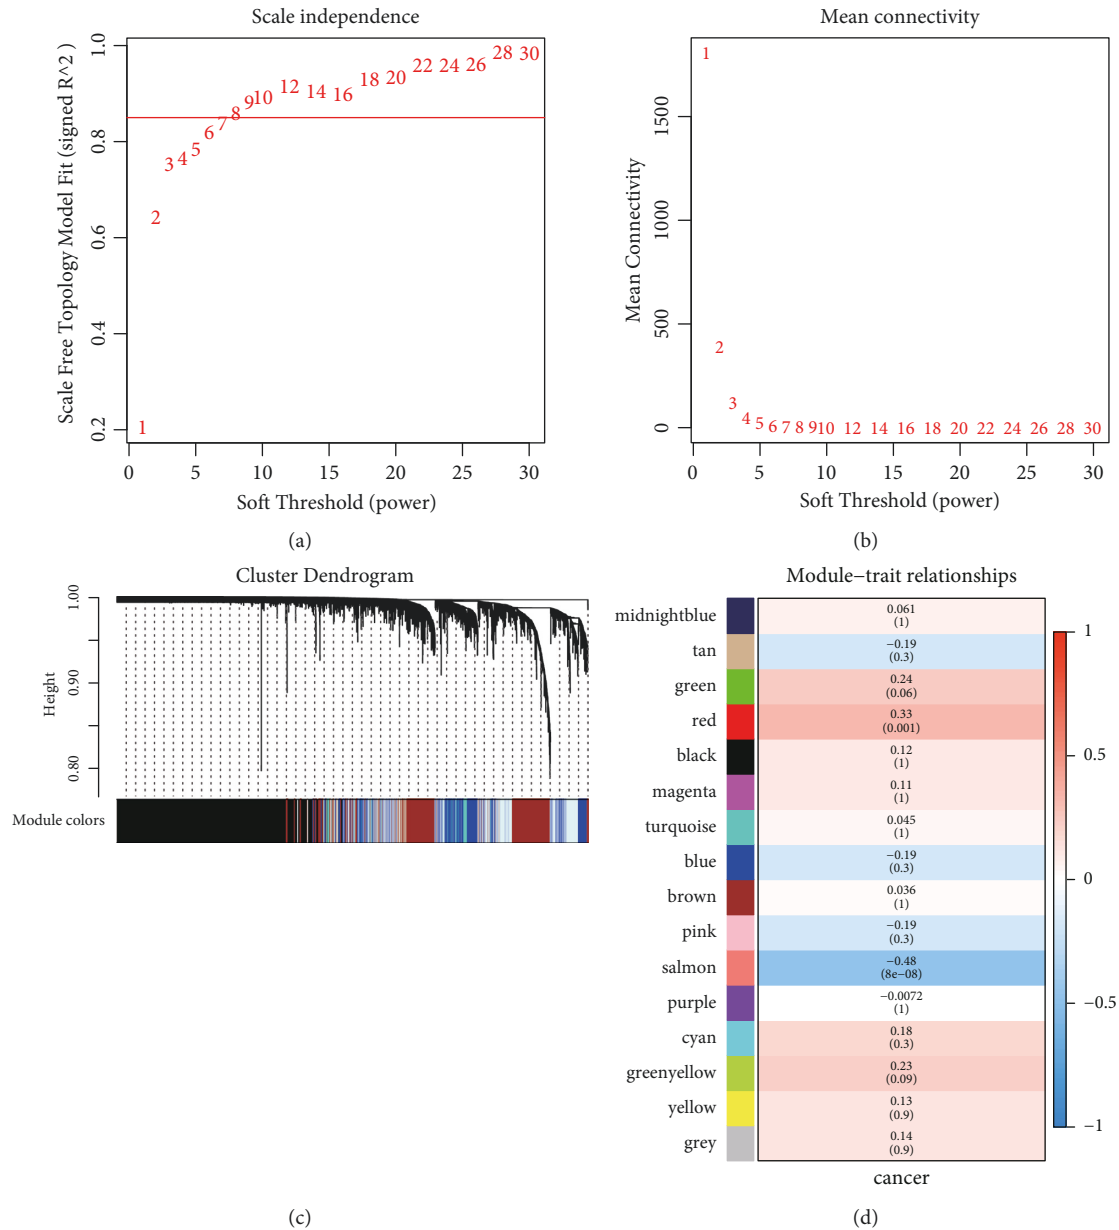 Scale independence
Scale Free Topology Model Fit (signed R^2 )
1.0
0.8
0.6
0.4
0.2
1
2
3 4 5
6 7
8
9 10 12 14 16 18 20 22 24 26 28 30
0 5 10 15 20 25 30
Soft Threshold (power)
(a)
Mean connectivity
Mean Connectivity
1500
1000
500
0
1
2
3
4 5 6 7 8 9 10 12 14 16 18 20 22 24 26 28 30
0 5 10 15 20 25 30
Soft Threshold (power)
(b)
Cluster Dendrogram
Height
1.00
0.90
0.80
Module colors
(c)
Module−trait relationships
midnightblue 0.061
(1)
tan −0.19
(0.3)
green 0.24
(0.06)
red 0.33
(0.001)
black 0.12
(1)
magenta 0.11
(1)
turquoise 0.045
(1)
blue −0.19
(0.3)
brown 0.036
(1)
pink −0.19
(0.3)
salmon −0.48
(8e−08)
purple −0.0072
(1)
cyan 0.18
(0.3)
greenyellow 0.23
(0.09)
yellow 0.13
(0.9)
grey 0.14
(0.9)
1
0.5
0
−0.5
−1
cancer
(d)